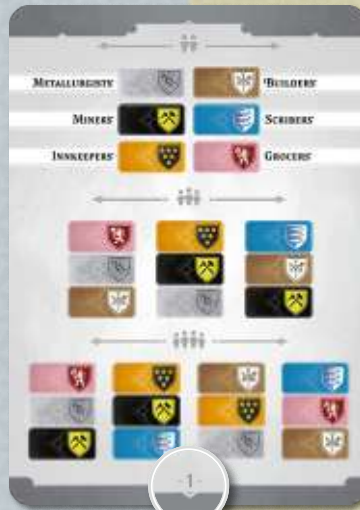 METALLURGISTS BUILDERS
MINERS SCRIBERS
INNKEEPERS GROCERS
-1-